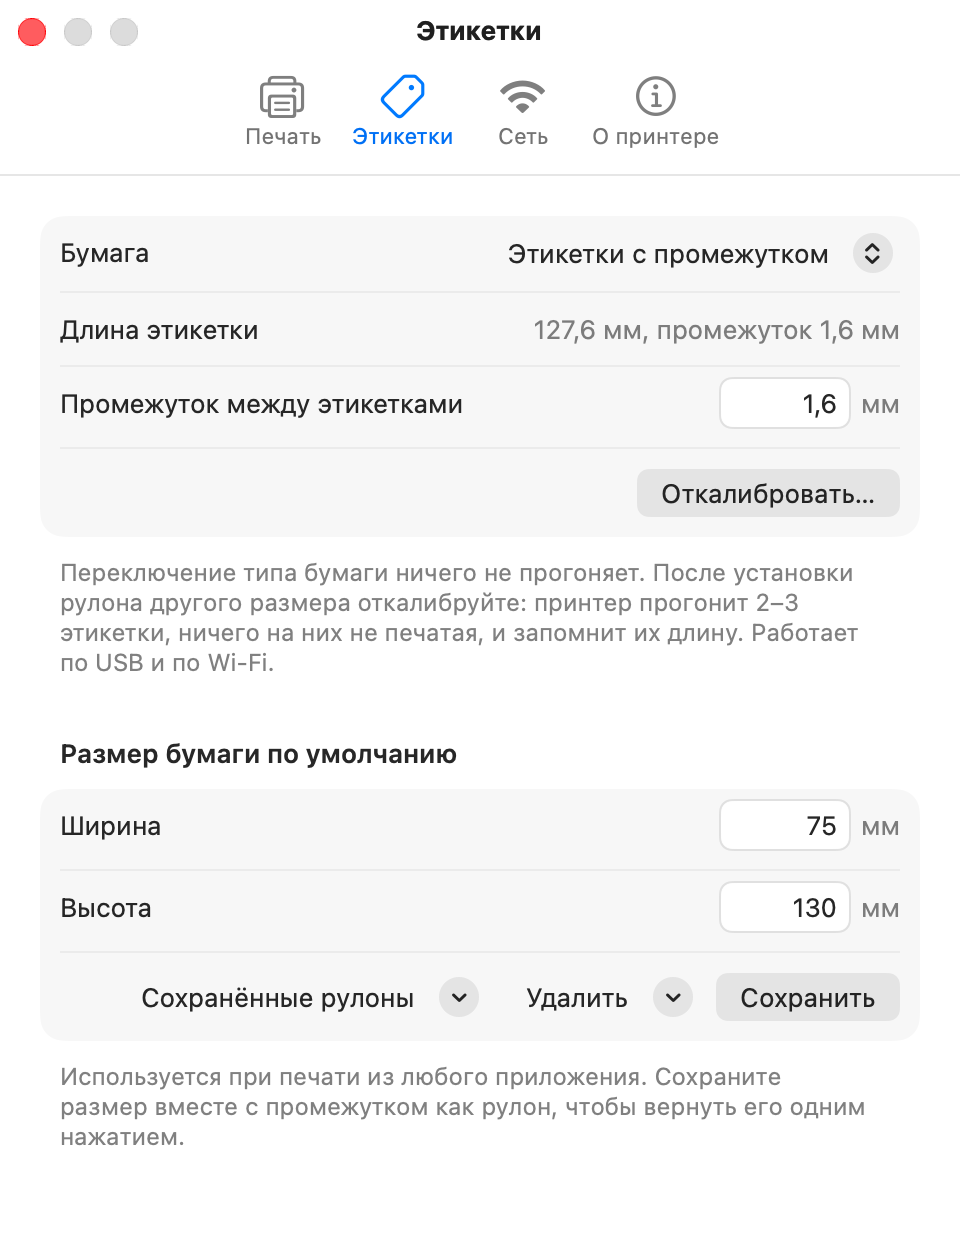 Этикетки
Печать
Этикетки
Сеть
О принтере
Бумага
Этикетки с промежутком
Длина этикетки
127,6 мм, промежуток 1,6 мм
Промежуток между этикетками
1,6 мм
Откалибровать...
Переключение типа бумаги ничего не прогоняет. После установки
рулона другого размера откалибруйте: принтер прогонит 2–3
этикетки, ничего на них не печатая, и запомнит их длину. Работает
по USB и по Wi-Fi.
Размер бумаги по умолчанию
Ширина
75 мм
Высота
130 мм
Сохранённые рулоны
Удалить
Сохранить
Используется при печати из любого приложения. Сохраните
размер вместе с промежутком как рулон, чтобы вернуть его одним
нажатием.